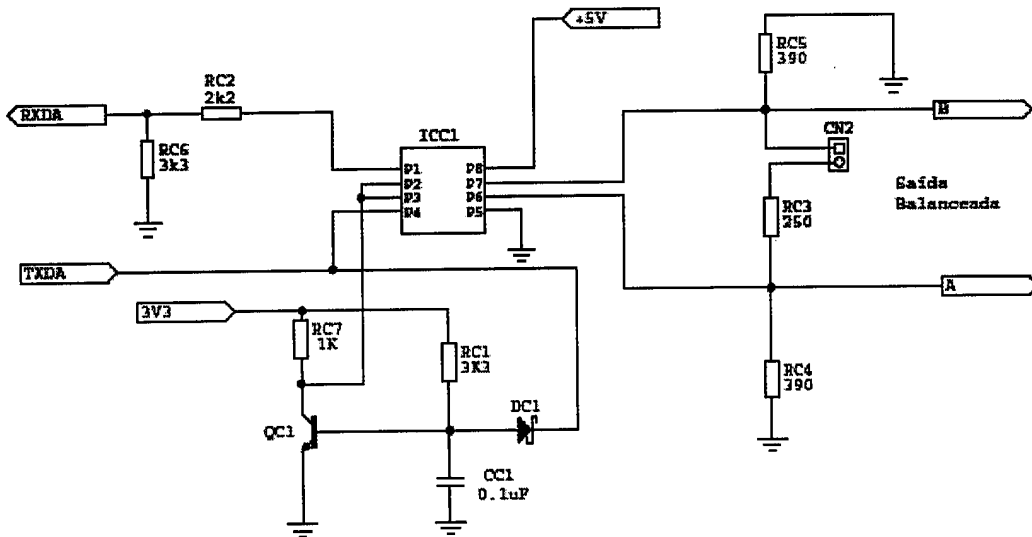 +5V
RC5
390
RC2
2k2
RXDA
B
ICC1
CN2
RC6
3k3
P1
P2
P3
P4
P8
P7
P6
P5
Saída
Balanceada
RC3
250
TXDA
A
3V3
RC7
1K
RC1
3K3
RC4
390
DC1
QC1
CC1
0.1uF